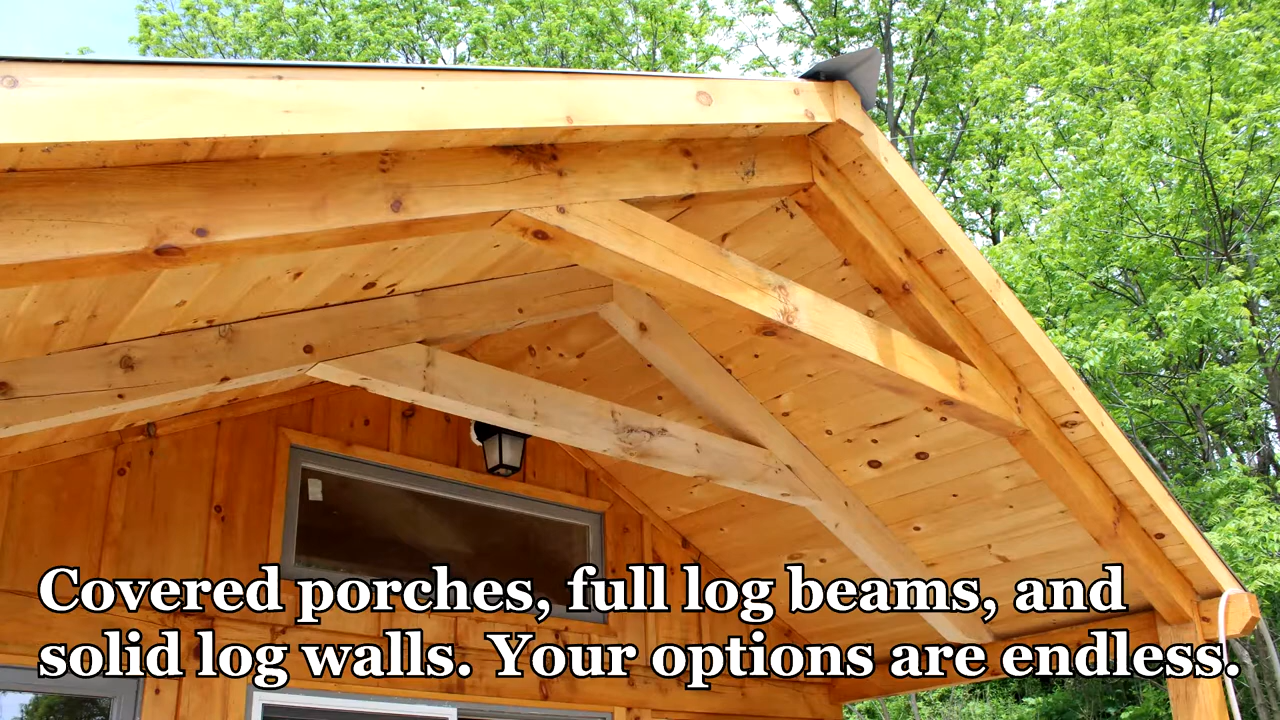 Covered porches, full log beams, and
solid log walls. Your options are endless.